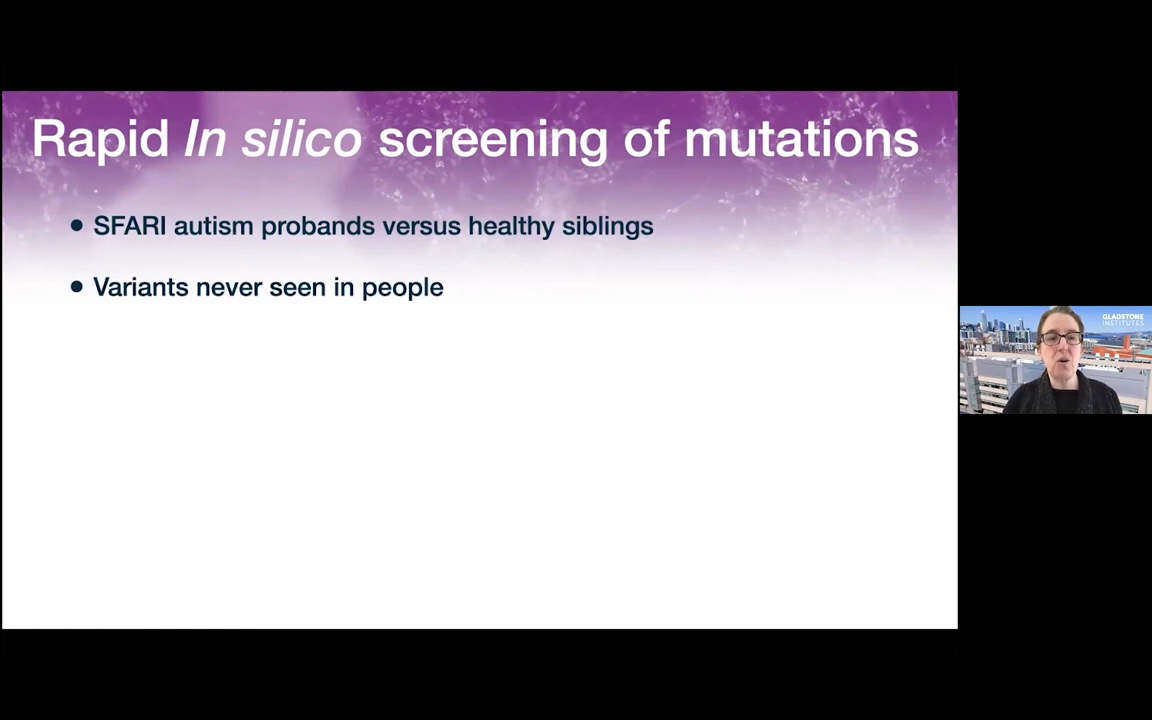 Rapid In silico screening of mutations
• SFARI autism probands versus healthy siblings
• Variants never seen in people
GLADSTONE
INSTITUTES